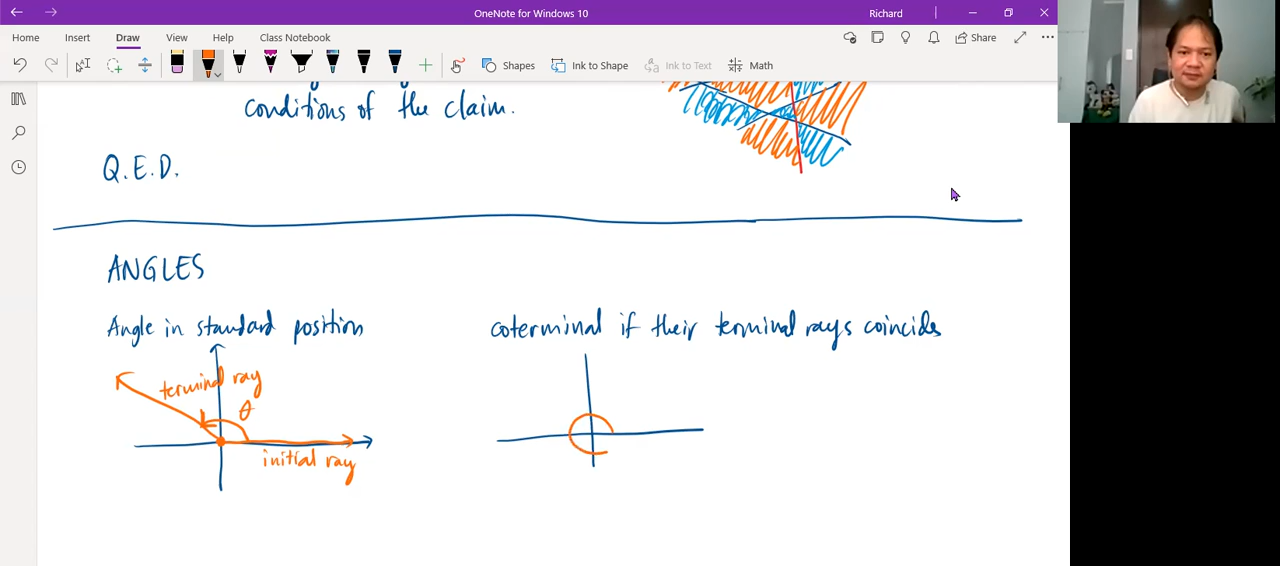 OneNote for Windows 10
Richard
Home Insert Draw View Help Class Notebook
Share
Shapes Ink to Shape Ink to Text Math
conditions of the claim.
Q.E.D.
ANGLES
Angle in standard position
coterminal if their terminal rays coincides
terminal ray
θ
initial ray